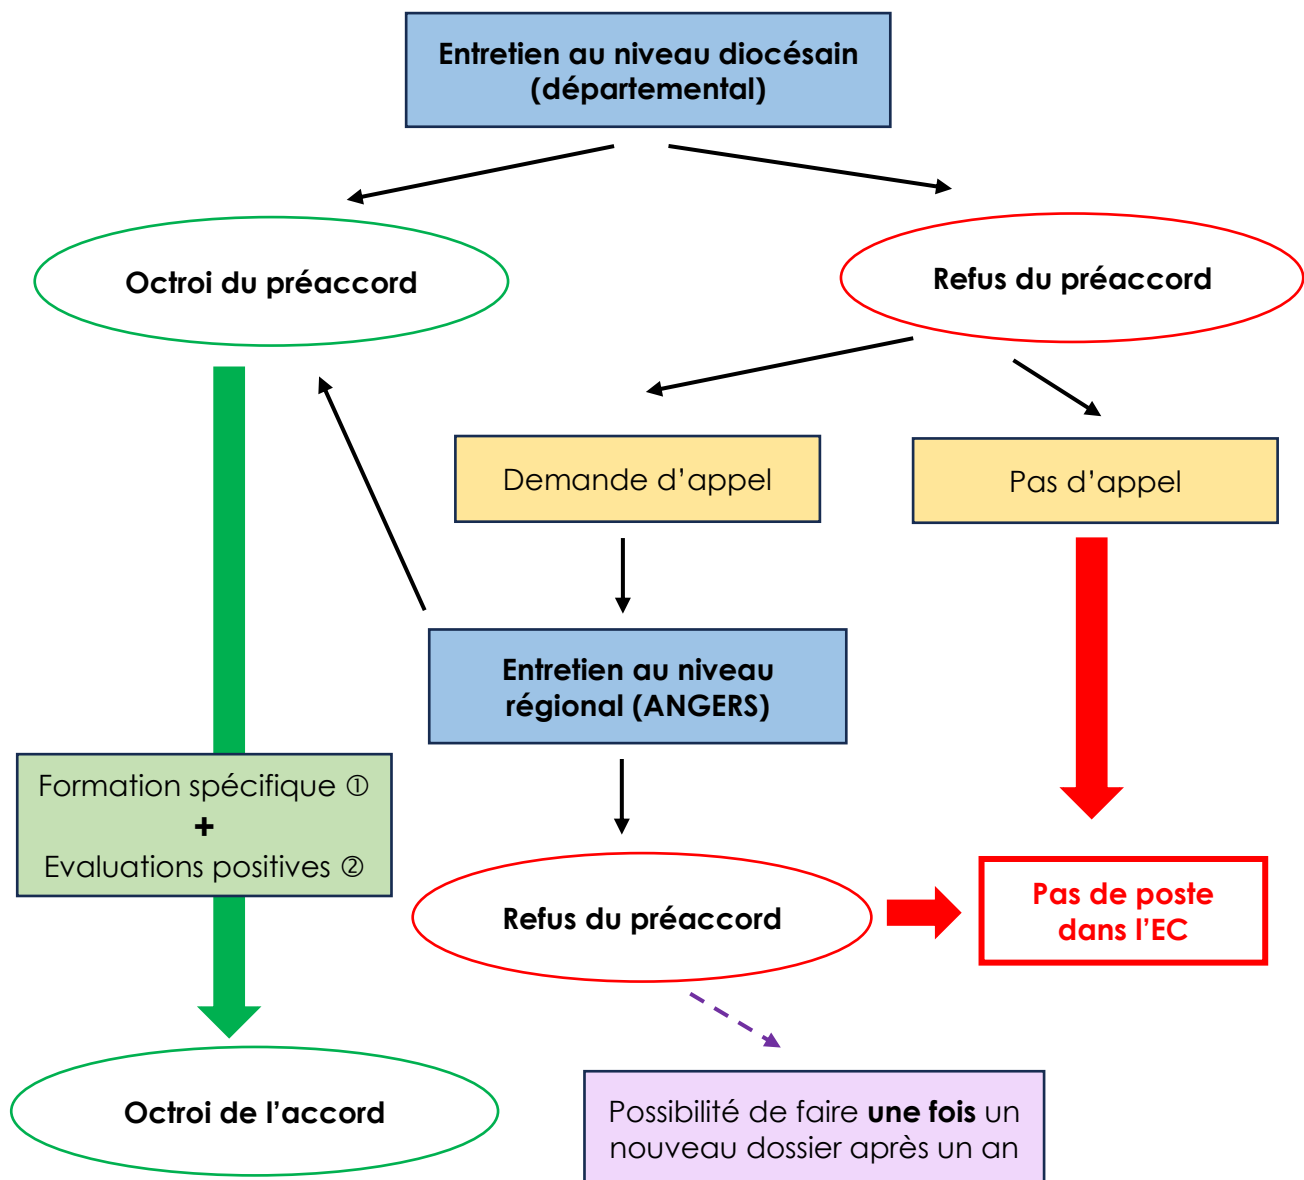 Entretien au niveau diocésain
(départemental)
Octroi du préaccord
Refus du préaccord
Demande d’appel
Pas d’appel
Entretien au niveau
régional (ANGERS)
Formation spécifique ①
+
Evaluations positives ②
Refus du préaccord
Pas de poste
dans l’EC
Octroi de l’accord
Possibilité de faire une fois un
nouveau dossier après un an